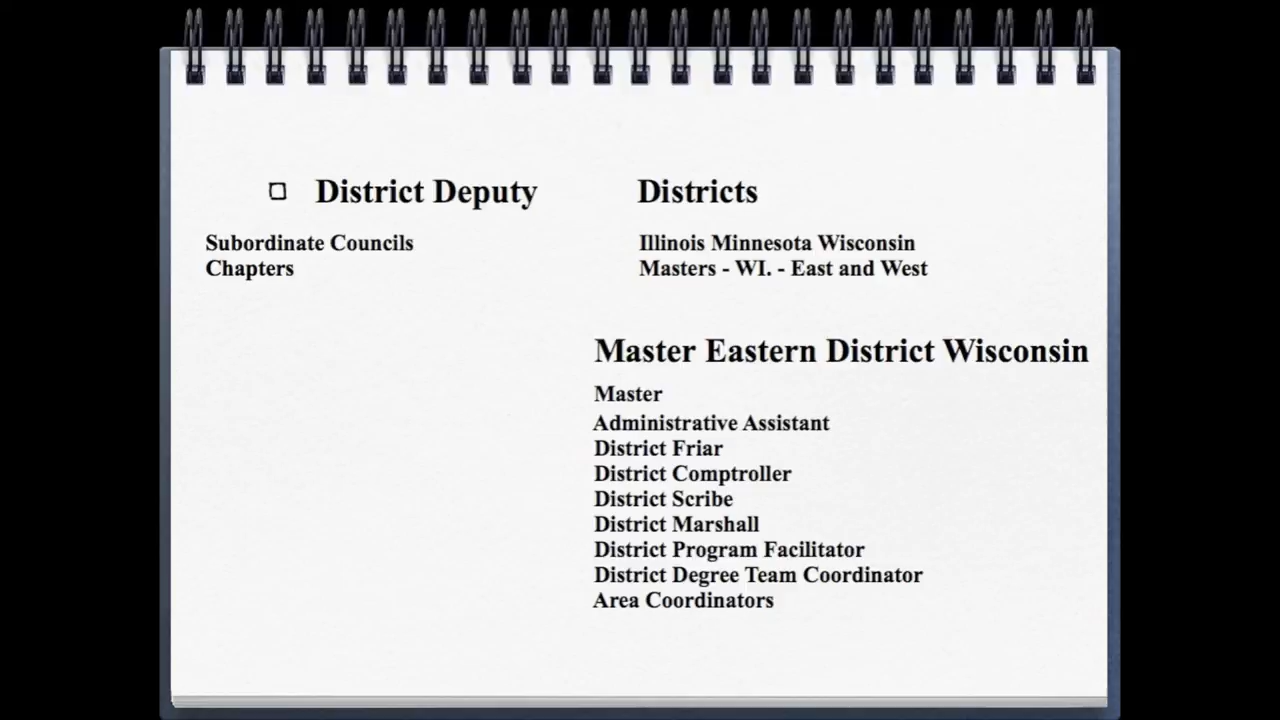 District Deputy
Subordinate Councils
Chapters
Districts
Illinois Minnesota Wisconsin
Masters - WI. - East and West
Master Eastern District Wisconsin
Master
Administrative Assistant
District Friar
District Comptroller
District Scribe
District Marshall
District Program Facilitator
District Degree Team Coordinator
Area Coordinators